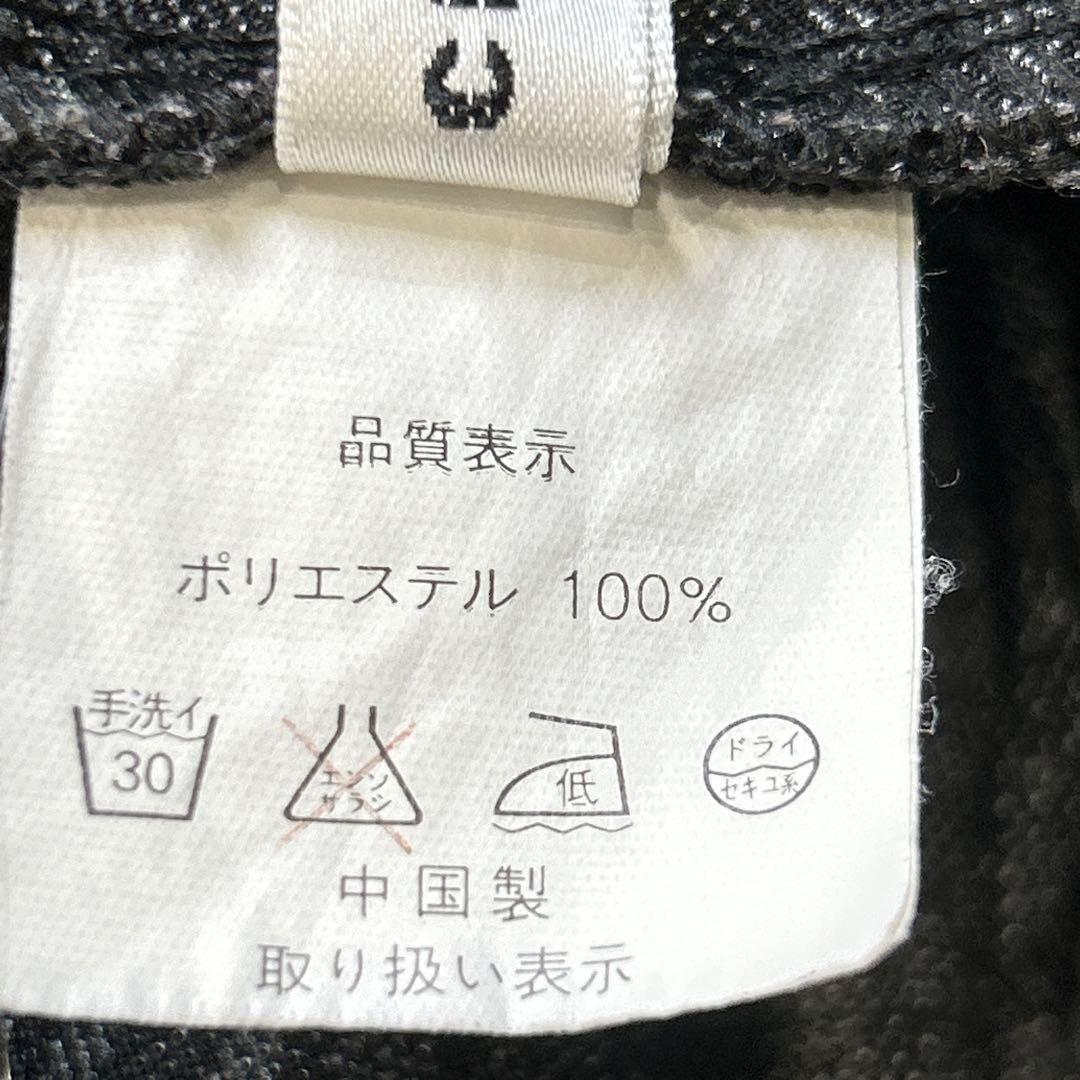 品質表示
ポリエステル 100%
手洗イ
30
エンソ
サラシ
低
ドライ
セキユ系
中国製
取り扱い表示